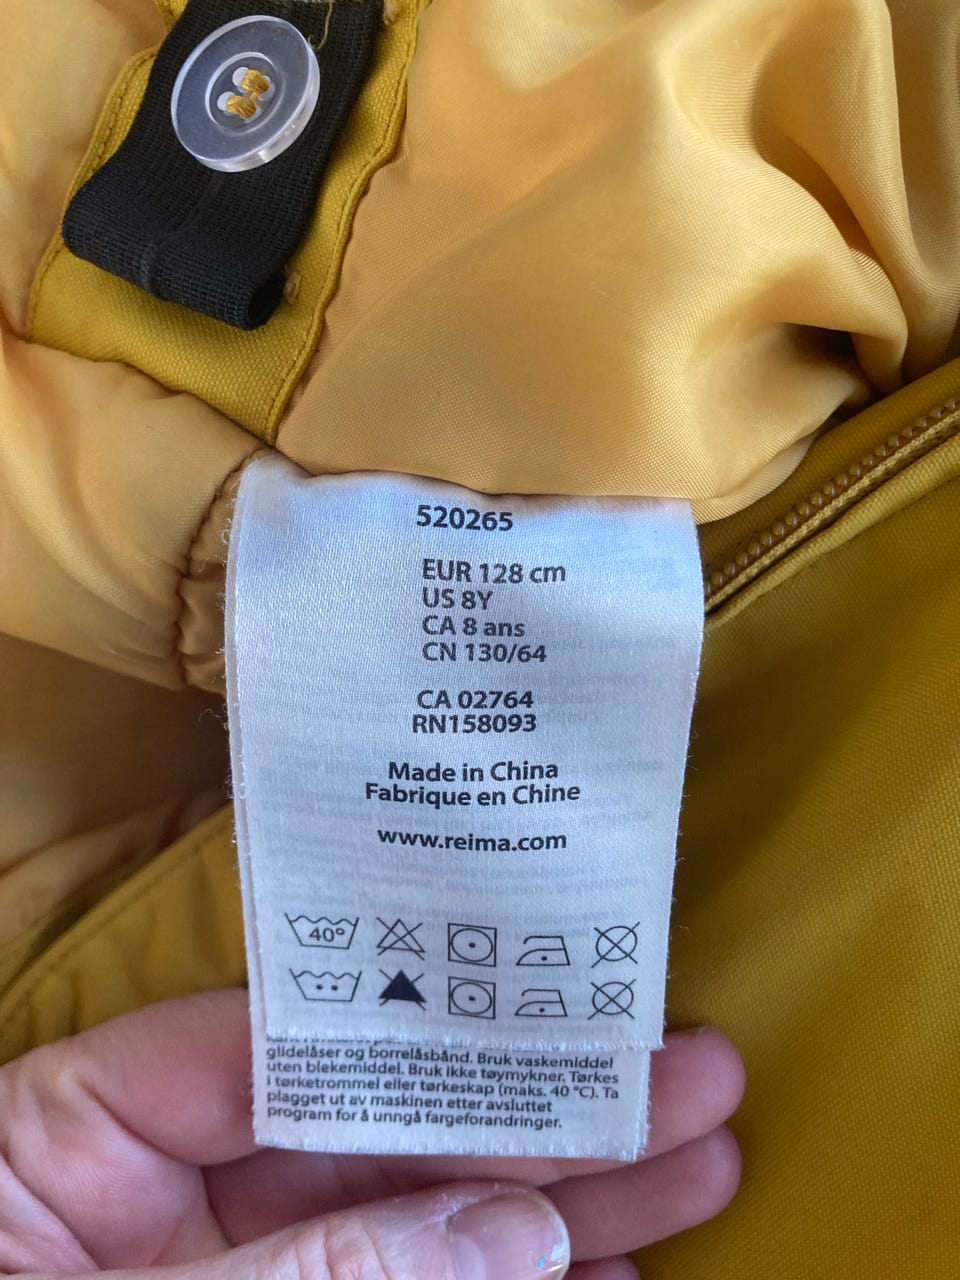 520265
EUR 128 cm
US 8Y
CA 8 ans
CN 130/64
CA 02764
RN158093
Made in China
Fabrique en Chine
www.reima.com
40°
glidelåser og borrelåsbånd. Bruk vaskemiddel
uten blekemiddel. Bruk ikke tøymykner. Tørkes
i tørketrommel eller tørkeskap (maks. 40 °C). Ta
plagget ut av maskinen etter avsluttet
program for å unngå fargeforandringer.